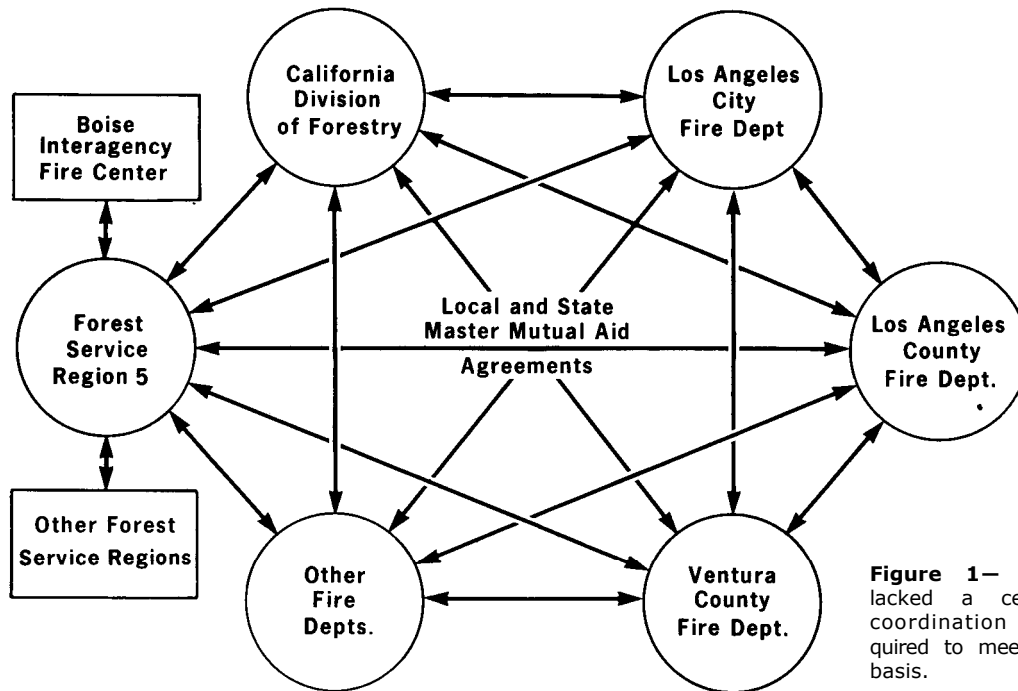 California
Division
of Forestry
Los Angeles
City
Fire Dept
Boise
Interagency
Fire Center
Forest
Service
Region 5
Local and State
Master Mutual Aid
Agreements
Los Angeles
County
Fire Dept.
Other Forest
Service Regions
Other
Fire
Depts.
Ventura
County
Fire Dept.
Figure 1—
lacked a ce
coordination
quired to mee
basis.